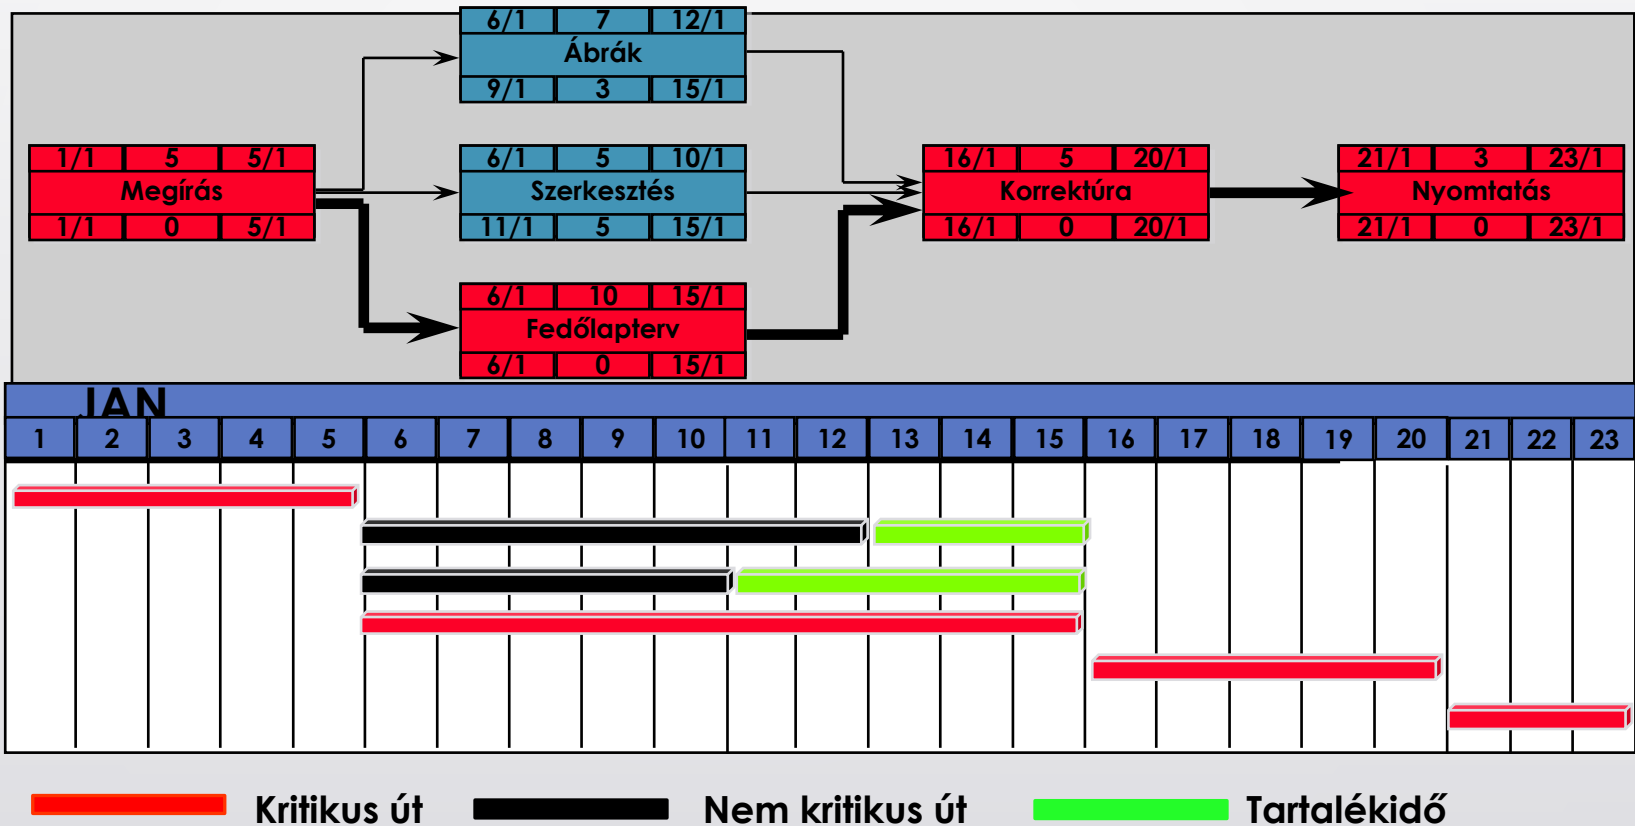 6/1 7 12/1
Ábrák
9/1 3 15/1
1/1 5 5/1
Megírás
1/1 0 5/1
6/1 5 10/1
Szerkesztés
11/1 5 15/1
16/1 5 20/1
Korrektúra
16/1 0 20/1
21/1 3 23/1
Nyomtatás
21/1 0 23/1
6/1 10 15/1
Fedőlapterv
6/1 0 15/1
JAN
1 2 3 4 5 6 7 8 9 10 11 12 13 14 15 16 17 18 19 20 21 22 23
Kritikus út Nem kritikus út Tartalékidő